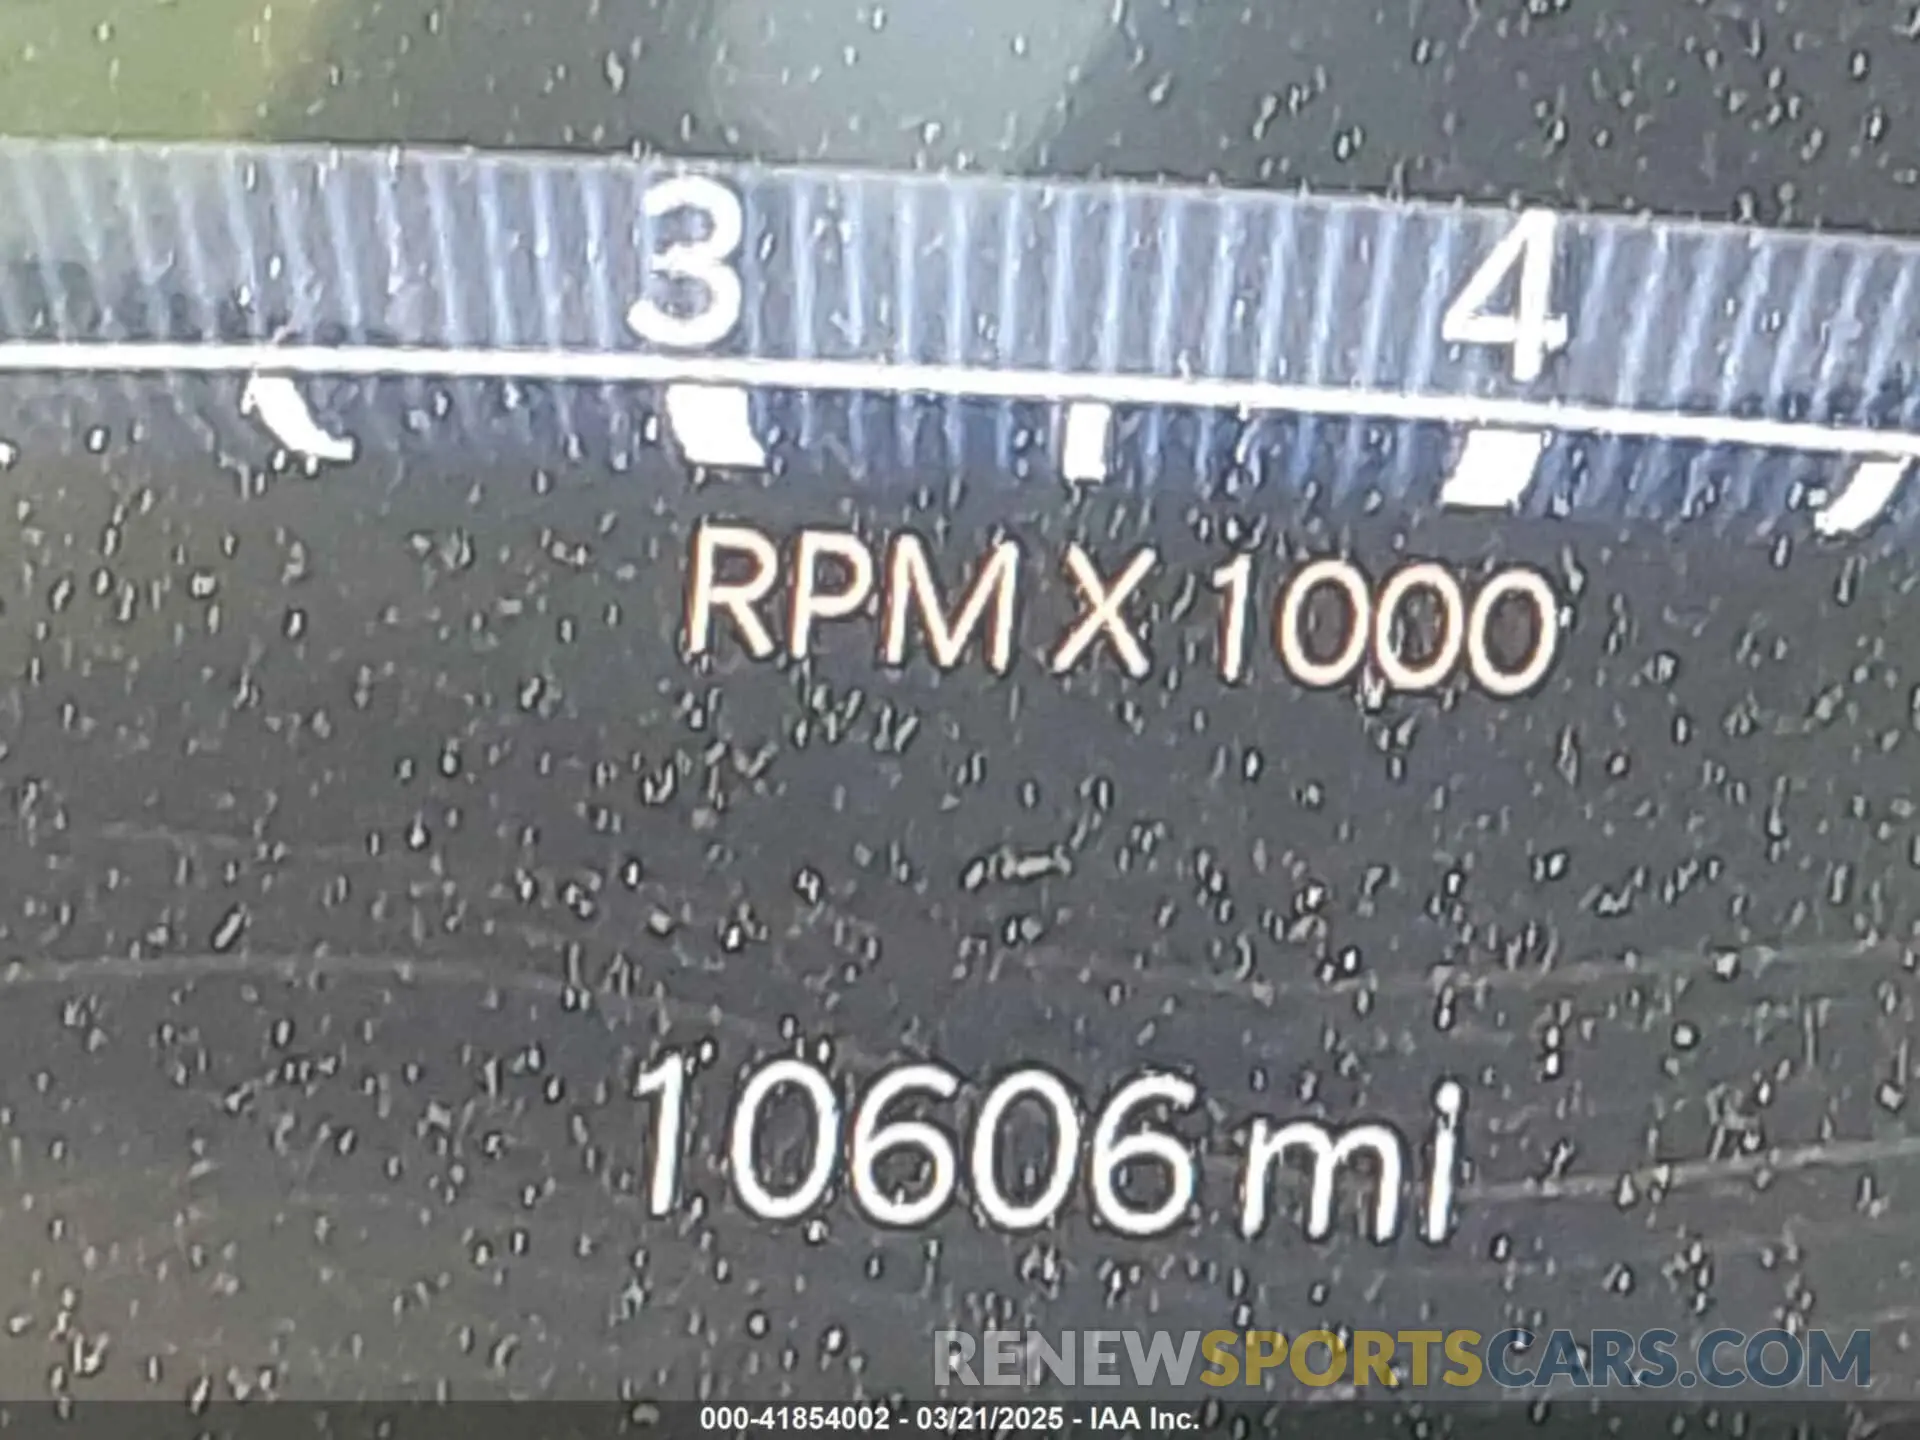 3 4
RPM X 1000
10606 mi
RENEWSPORTSCARS.COM
000-41854002 - 03/21/2025 - IAA Inc.